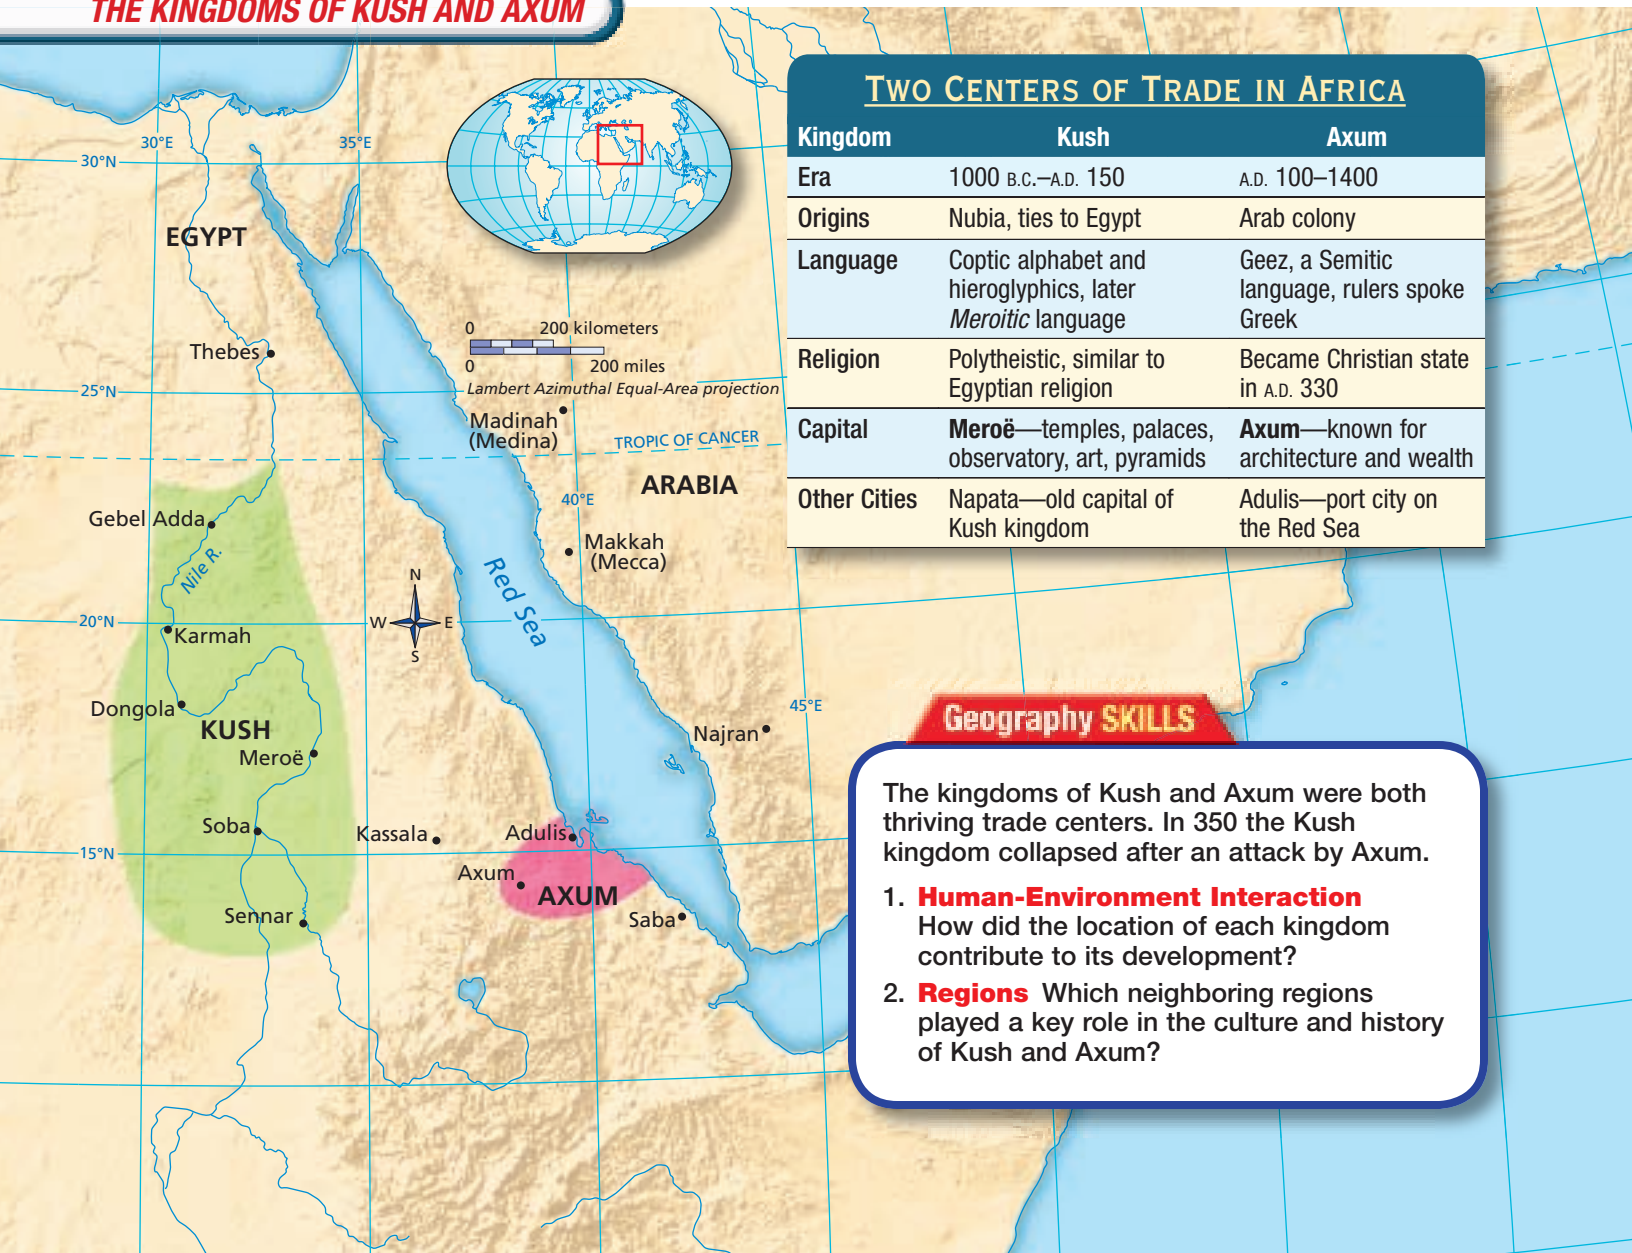 THE KINGDOMS OF KUSH AND AXUM
TWO CENTERS OF TRADE IN AFRICA
Kingdom Kush Axum
Era 1000 B.C.–A.D. 150 A.D. 100–1400
Origins Nubia, ties to Egypt Arab colony
Language Coptic alphabet and Geez, a Semitic
hieroglyphics, later language, rulers spoke
Meroitic language Greek
Religion Polytheistic, similar to Became Christian state
Egyptian religion in A.D. 330
Capital Meroë—temples, palaces, Axum—known for
observatory, art, pyramids architecture and wealth
Other Cities Napata—old capital of Adulis—port city on
Kush kingdom the Red Sea
30°E
35°E
30°N
EGYPT
0 200 kilometers
0 200 miles
Lambert Azimuthal Equal-Area projection
Thebes
25°N
Madinah
(Medina)
TROPIC OF CANCER
ARABIA
40°E
Gebel Adda
Nile R.
Makkah
(Mecca)
Red Sea
N
W E
S
20°N
Karmah
Dongola
KUSH
Meroë
45°E
Najran
Soba
Kassala
Adulis
15°N
Axum
AXUM
Sennar
Saba
Geography SKILLS
The kingdoms of Kush and Axum were both
thriving trade centers. In 350 the Kush
kingdom collapsed after an attack by Axum.
1. Human-Environment Interaction
How did the location of each kingdom
contribute to its development?
2. Regions Which neighboring regions
played a key role in the culture and history
of Kush and Axum?